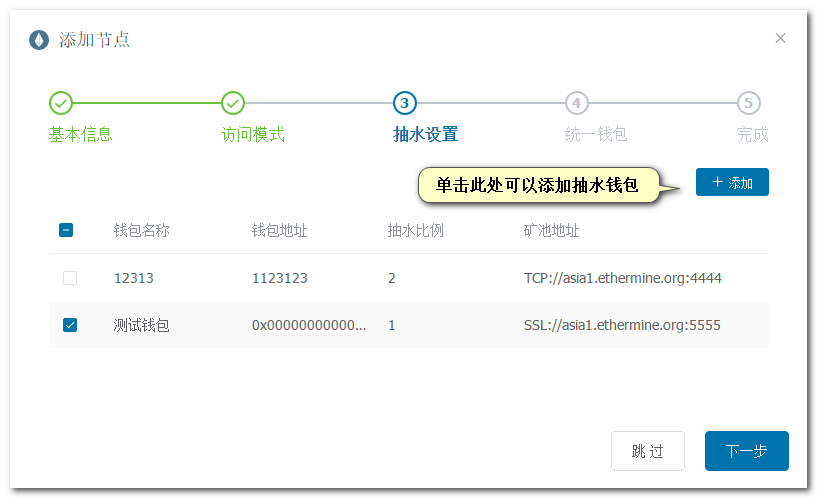 添加节点
3 4 5
基本信息 访问模式 抽水设置 统一钱包 完成
单击此处可以添加抽水钱包 + 添加
钱包名称 钱包地址 抽水比例 矿池地址
12313 1123123 2 TCP://asia1.ethermine.org:4444
测试钱包 0x00000000000... 1 SSL://asia1.ethermine.org:5555
跳 过 下一步